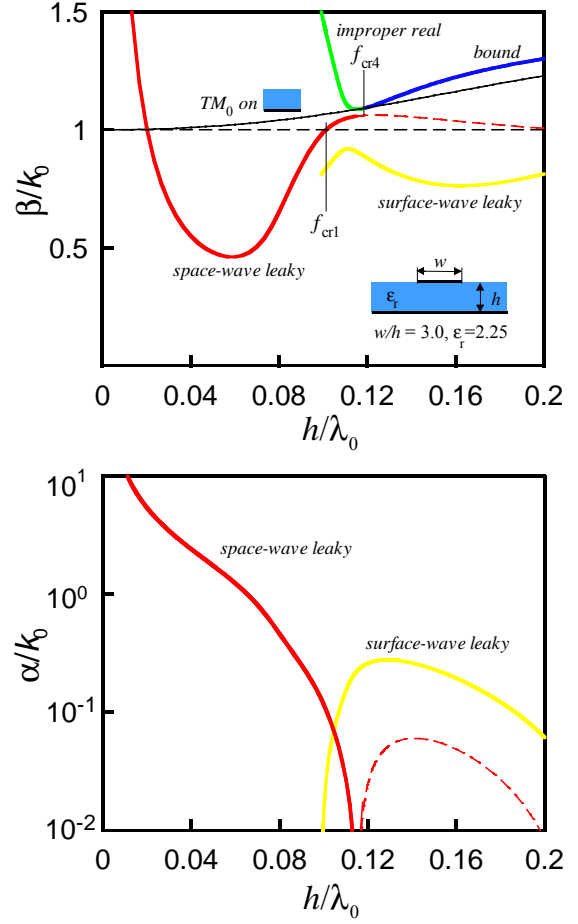 1.5
improper real
f_cr4
bound
TM_0 on
1
β/k_0
0.5
f_cr1
surface-wave leaky
space-wave leaky
w
ε_r
h
w/h = 3.0, ε_r=2.25
0
0.04
0.08
0.12
0.16
0.2
h/λ_0
10^1
space-wave leaky
10^0
α/k_0
surface-wave leaky
10^-1
10^-2
0
0.04
0.08
0.12
0.16
0.2
h/λ_0